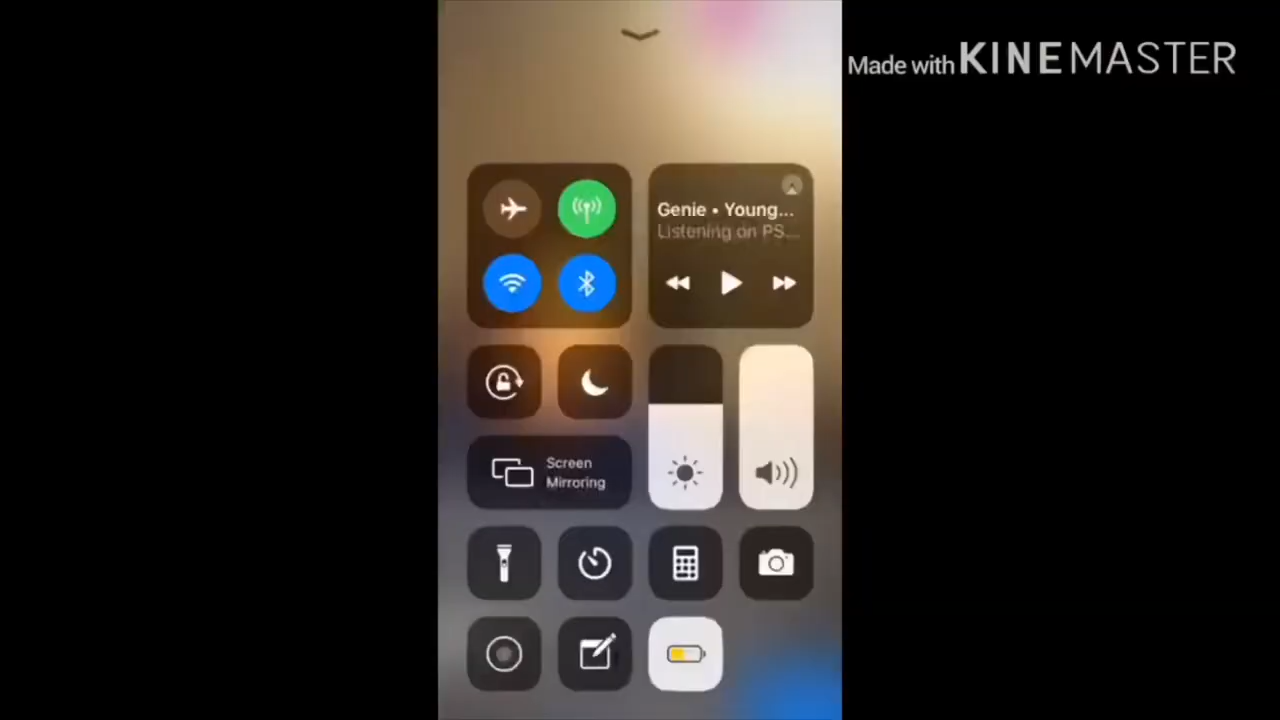 Made with KINEMASTER
Genie • Young...
Listening on PS...
Screen
Mirroring